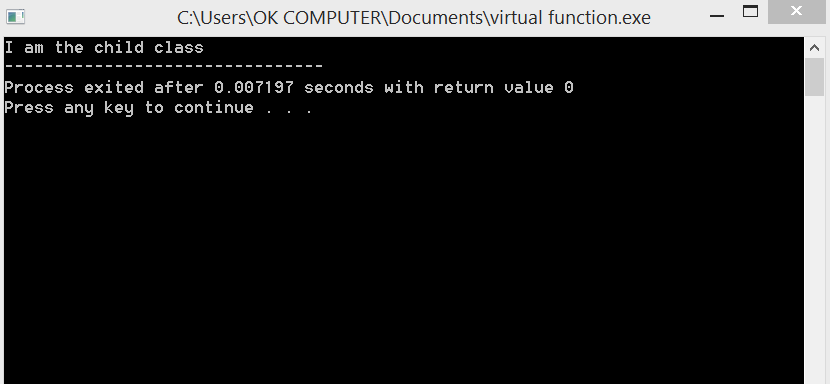 C:\Users\OK COMPUTER\Documents\virtual function.exe
I am the child class
--------------------------------
Process exited after 0.007197 seconds with return value 0
Press any key to continue . . .